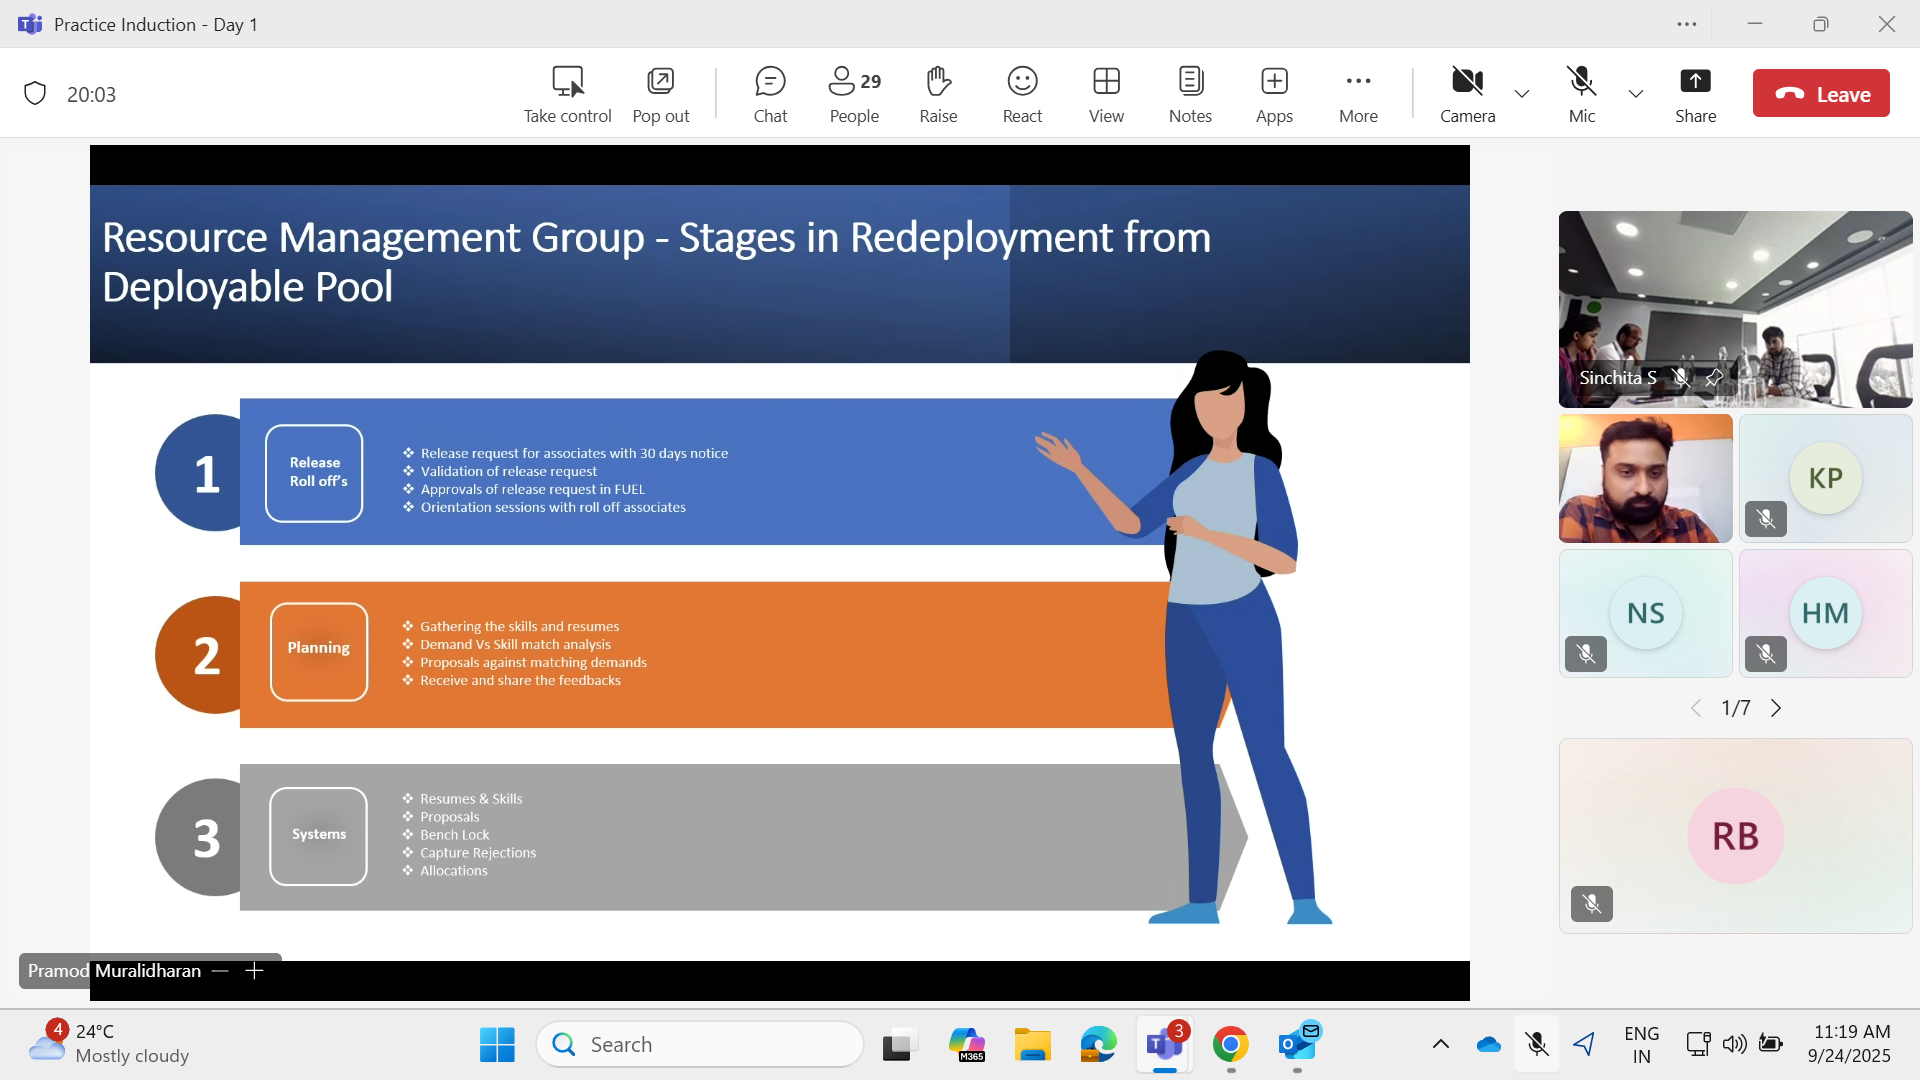 Practice Induction - Day 1
20:03
Take control
Pop out
Chat
29
People
Raise
React
View
Notes
Apps
More
Camera
Mic
Share
Leave
Resource Management Group - Stages in Redeployment from
Deployable Pool
1
Release
Roll off's
Release request for associates with 30 days notice
Validation of release request
Approvals of release request in FUEL
Orientation sessions with roll off associates
2
Planning
Gathering the skills and resumes
Demand Vs Skill match analysis
Proposals against matching demands
Receive and share the feedbacks
3
Systems
Resumes & Skills
Proposals
Bench Lock
Capture Rejections
Allocations
Pramod Muralidharan
Sinchita S
KP
NS
HM
1/7
RB
4
24°C
Mostly cloudy
Search
M365
3
ENG
IN
11:19 AM
9/24/2025